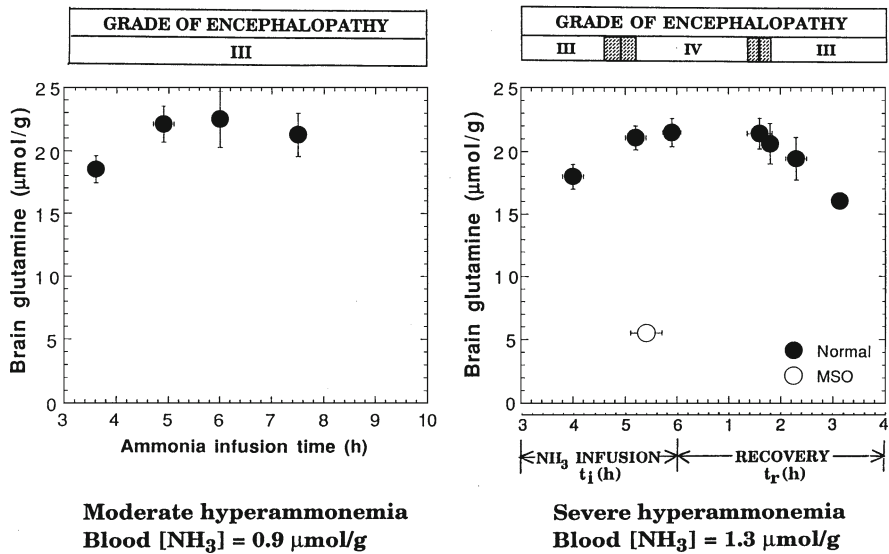 GRADE OF ENCEPHALOPATHY
III
25
20
15
10
5
0
Brain glutamine (µmol/g)
3 4 5 6 7 8 9 10
Ammonia infusion time (h)
Moderate hyperammonemia
Blood [NH3] = 0.9 µmol/g
GRADE OF ENCEPHALOPATHY
III IV III
25
20
15
10
5
0
Brain glutamine (µmol/g)
Normal
MSO
3 4 5 6 1 2 3 4
NH3 INFUSION
ti(h)
RECOVERY
tr(h)
Severe hyperammonemia
Blood [NH3] = 1.3 µmol/g